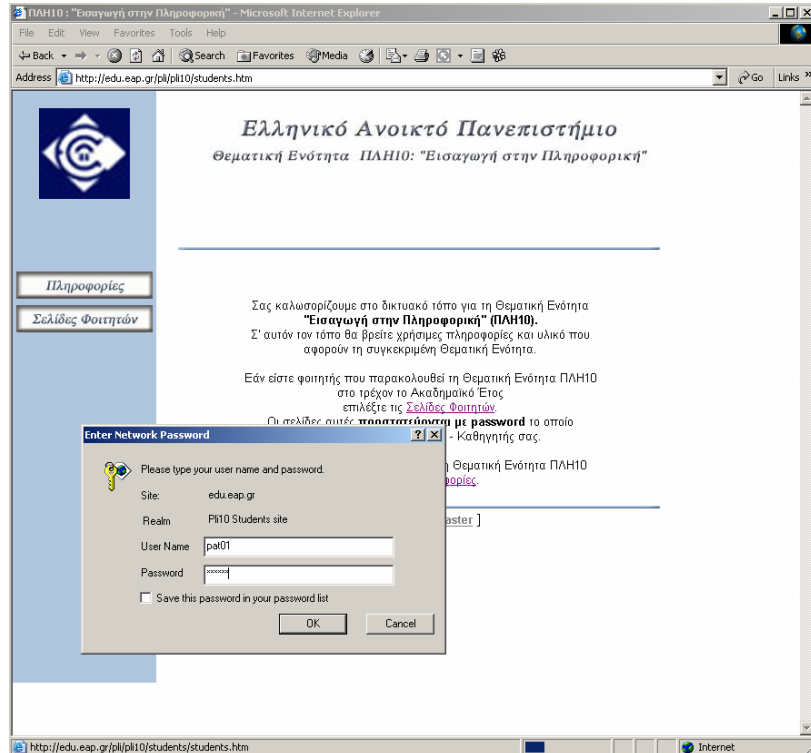 ΠΛΗ10 : "Εισαγωγή στην Πληροφορική" - Microsoft Internet Explorer
File Edit View Favorites Tools Help
Back Search Favorites Media
Address http://edu.eap.gr/pli/pli10/students.htm Go Links »
Ελληνικό Ανοικτό Πανεπιστήμιο
Θεματική Ενότητα ΠΛΗ10: "Εισαγωγή στην Πληροφορική"
Πληροφορίες
Σελίδες Φοιτητών
Σας καλωσορίζουμε στο δικτυακό τόπο για τη Θεματική Ενότητα
"Εισαγωγή στην Πληροφορική" (ΠΛΗ10).
Σ' αυτόν τον τόπο θα βρείτε χρήσιμες πληροφορίες και υλικό που
αφορούν τη συγκεκριμένη Θεματική Ενότητα.
Εάν είστε φοιτητής που παρακολουθεί τη Θεματική Ενότητα ΠΛΗ10
στο τρέχον το Ακαδημαϊκό Έτος
επιλέξτε τις Σελίδες Φοιτητών.
Οι σελίδες αυτές προστατεύονται με password το οποίο
- Καθηγητής σας.
η Θεματική Ενότητα ΠΛΗ10
ορίες.
aster ]
Enter Network Password
Please type your user name and password.
Site: edu.eap.gr
Realm Pli10 Students site
User Name pat01
Password xxxxxx
Save this password in your password list
OK Cancel
http://edu.eap.gr/pli/pli10/students/students.htm Internet